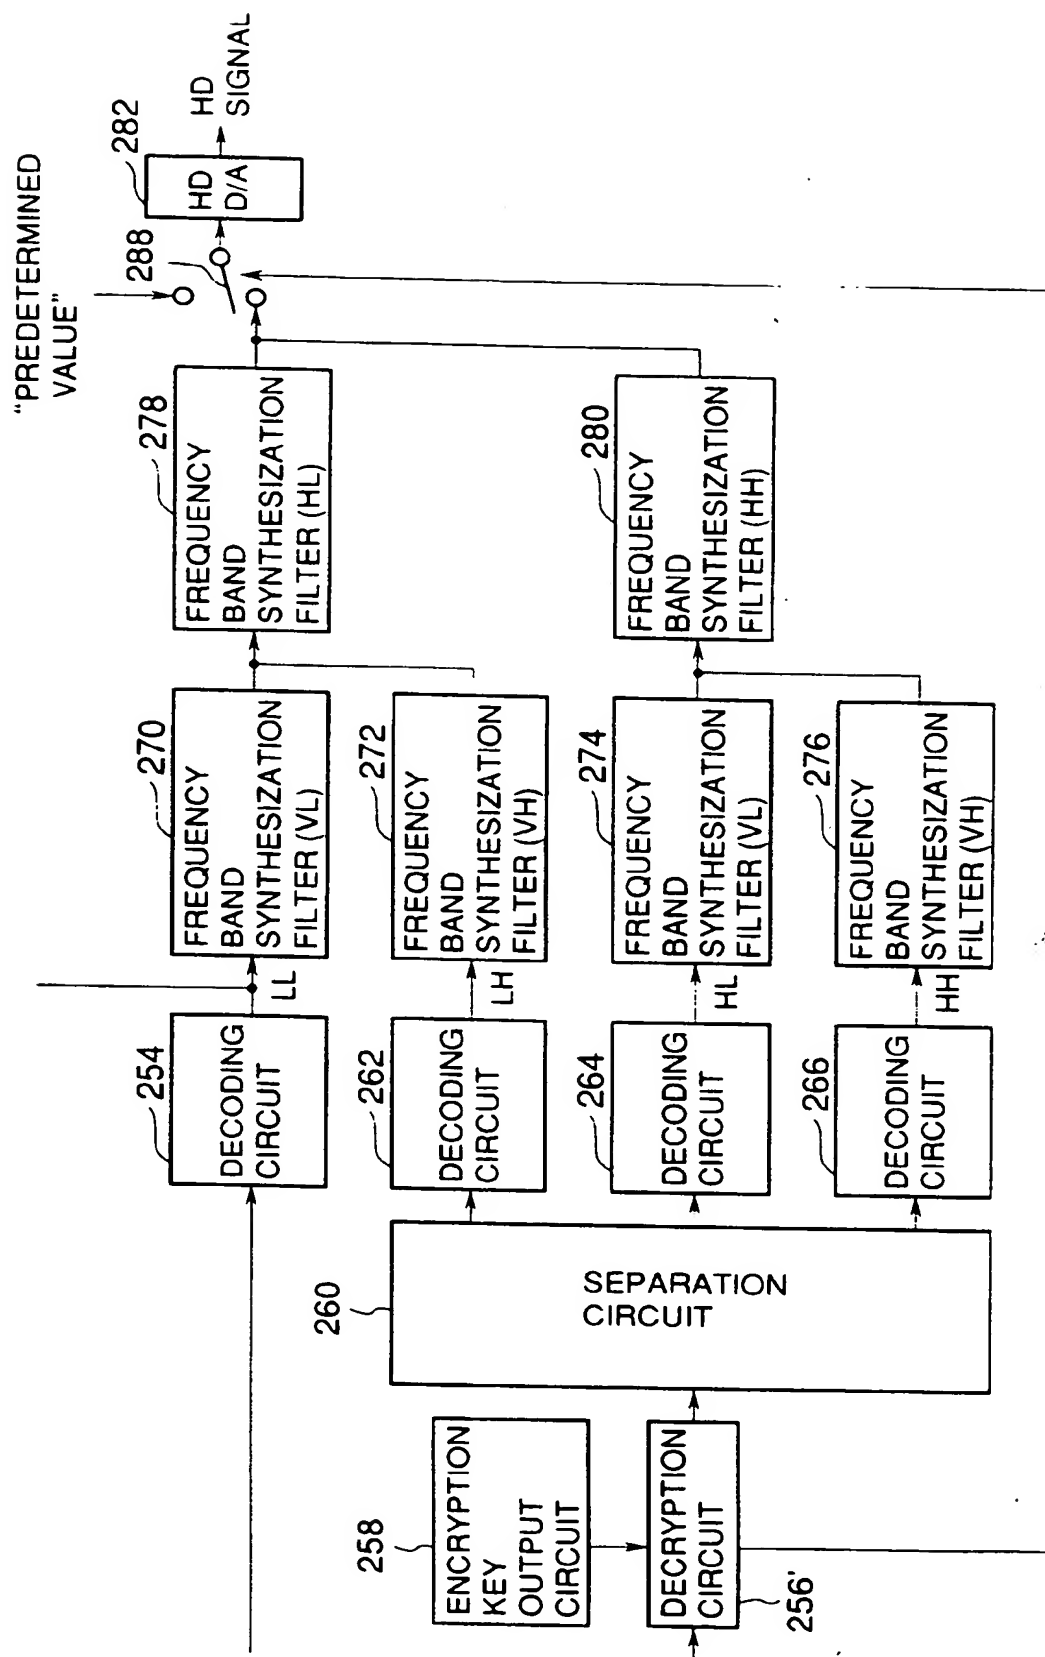 "PREDETERMINED
VALUE"
288
282
HD
D/A
HD
SIGNAL
254
DECODING
CIRCUIT
LL
270
FREQUENCY
BAND
SYNTHESIZATION
FILTER (VL)
278
FREQUENCY
BAND
SYNTHESIZATION
FILTER (HL)
262
DECODING
CIRCUIT
LH
272
FREQUENCY
BAND
SYNTHESIZATION
FILTER (VH)
258
ENCRYPTION
KEY
OUTPUT
CIRCUIT
260
SEPARATION
CIRCUIT
264
DECODING
CIRCUIT
HL
274
FREQUENCY
BAND
SYNTHESIZATION
FILTER (VL)
280
FREQUENCY
BAND
SYNTHESIZATION
FILTER (HH)
DECRYPTION
CIRCUIT
256'
266
DECODING
CIRCUIT
HH
276
FREQUENCY
BAND
SYNTHESIZATION
FILTER (VH)